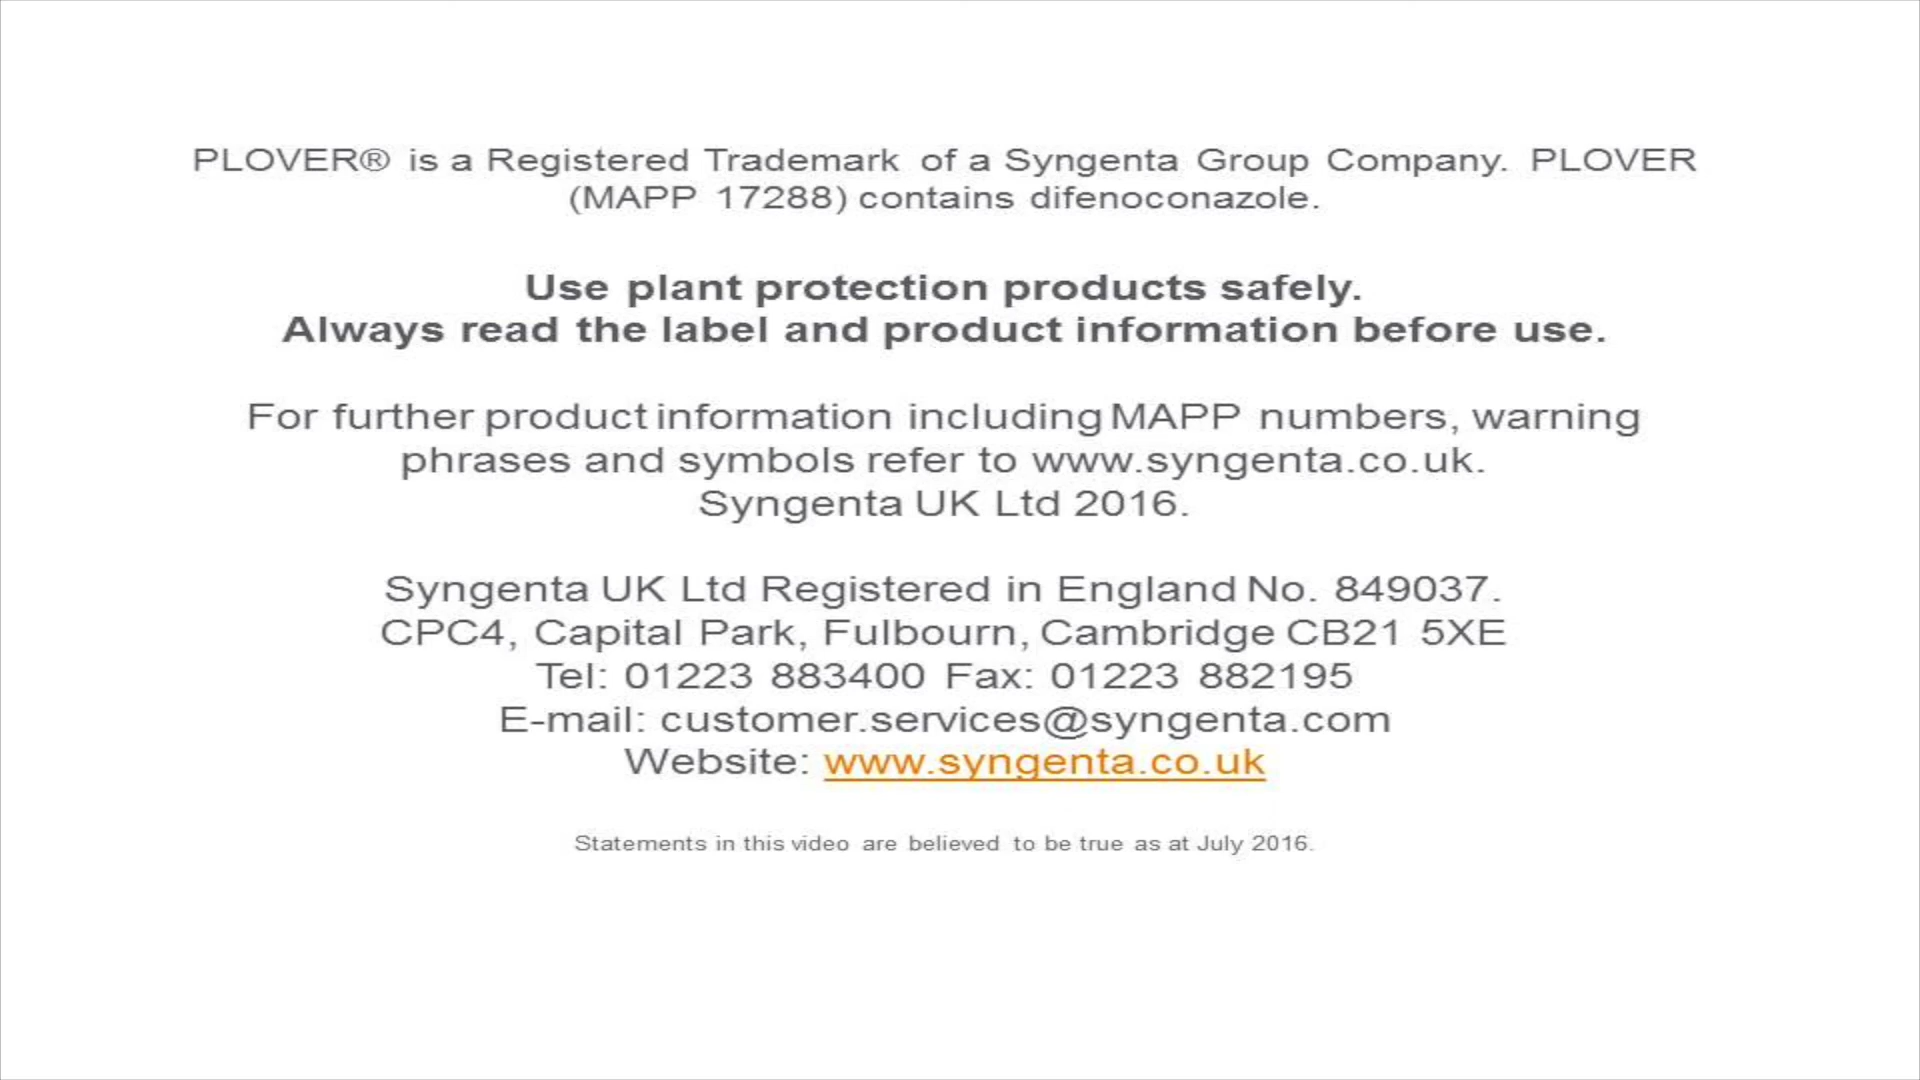 PLOVER® is a Registered Trademark of a Syngenta Group Company. PLOVER
(MAPP 17288) contains difenoconazole.
Use plant protection products safely.
Always read the label and product information before use.
For further product information including MAPP numbers, warning
phrases and symbols refer to www.syngenta.co.uk.
Syngenta UK Ltd 2016.
Syngenta UK Ltd Registered in England No. 849037.
CPC4, Capital Park, Fulbourn, Cambridge CB21 5XE
Tel: 01223 883400 Fax: 01223 882195
E-mail: customer.services@syngenta.com
Website: www.syngenta.co.uk
Statements in this video are believed to be true as at July 2016.